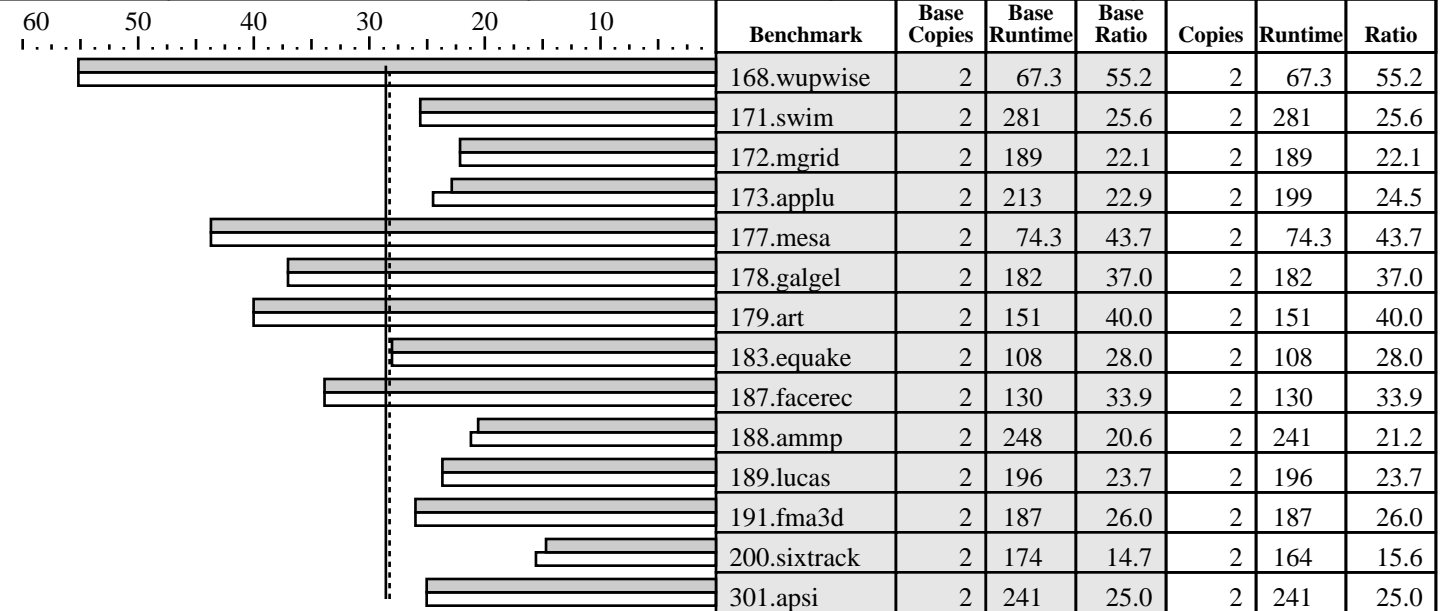 60 50 40 30 20 10
Benchmark Base Copies Base Runtime Base Ratio Copies Runtime Ratio
168.wupwise 2 67.3 55.2 2 67.3 55.2
171.swim 2 281 25.6 2 281 25.6
172.mgrid 2 189 22.1 2 189 22.1
173.applu 2 213 22.9 2 199 24.5
177.mesa 2 74.3 43.7 2 74.3 43.7
178.galgel 2 182 37.0 2 182 37.0
179.art 2 151 40.0 2 151 40.0
183.equake 2 108 28.0 2 108 28.0
187.facerec 2 130 33.9 2 130 33.9
188.ammp 2 248 20.6 2 241 21.2
189.lucas 2 196 23.7 2 196 23.7
191.fma3d 2 187 26.0 2 187 26.0
200.sixtrack 2 174 14.7 2 164 15.6
301.apsi 2 241 25.0 2 241 25.0